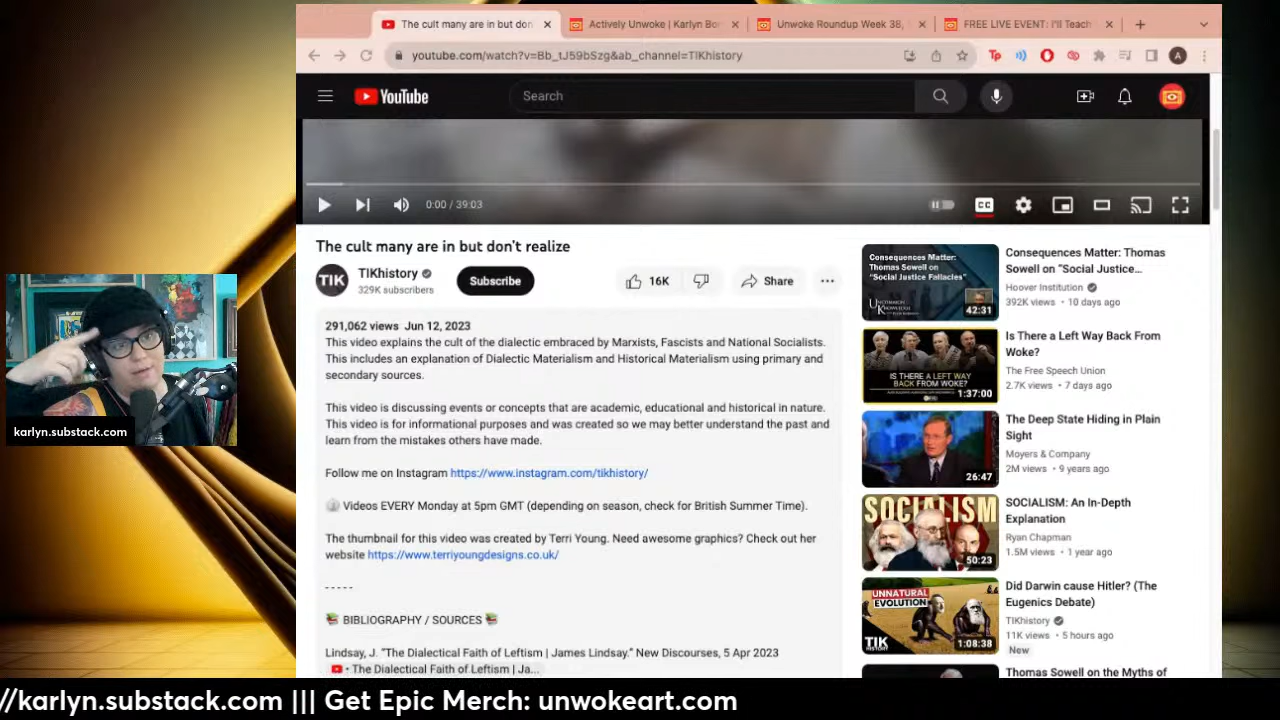 The cult many are in but don
Actively Unwoke | Karlyn Bor
Unwoke Roundup Week 38,
FREE LIVE EVENT: I'll Teach
youtube.com/watch?v=Bb_tJ59bSzg&ab_channel=TIKhistory
Tp
A
YouTube
Search
0:00 / 39:03
CC
The cult many are in but don't realize
TIK
TIKhistory
329K subscribers
Subscribe
16K
Share
291,062 views Jun 12, 2023
This video explains the cult of the dialectic embraced by Marxists, Fascists and National Socialists.
This includes an explanation of Dialectic Materialism and Historical Materialism using primary and
secondary sources.
This video is discussing events or concepts that are academic, educational and historical in nature.
This video is for informational purposes and was created so we may better understand the past and
learn from the mistakes others have made.
Follow me on Instagram https://www.instagram.com/tikhistory/
Videos EVERY Monday at 5pm GMT (depending on season, check for British Summer Time).
The thumbnail for this video was created by Terri Young. Need awesome graphics? Check out her
website https://www.terriyoungdesigns.co.uk/
-----
BIBLIOGRAPHY / SOURCES
Lindsay, J. "The Dialectical Faith of Leftism | James Lindsay." New Discourses, 5 Apr 2023
• The Dialectical Faith of Leftism | Ja...
Consequences Matter:
Thomas Sowell on
"Social Justice
Fallacies"
UNCOMMON
KNOWLEDGE
42:31
Consequences Matter: Thomas
Sowell on "Social Justice...
Hoover Institution
392K views • 10 days ago
IS THERE A LEFT WAY
BACK FROM WOKE?
1:37:00
Is There a Left Way Back From
Woke?
The Free Speech Union
2.7K views • 7 days ago
26:47
The Deep State Hiding in Plain
Sight
Moyers & Company
2M views • 9 years ago
SOCIALISM
50:23
SOCIALISM: An In-Depth
Explanation
Ryan Chapman
1.5M views • 1 year ago
UNNATURAL
EVOLUTION
TIK
HISTORY
1:08:38
Did Darwin cause Hitler? (The
Eugenics Debate)
TIKhistory
11K views • 5 hours ago
New
Thomas Sowell on the Myths of
karlyn.substack.com
//karlyn.substack.com ||| Get Epic Merch: unwokeart.com